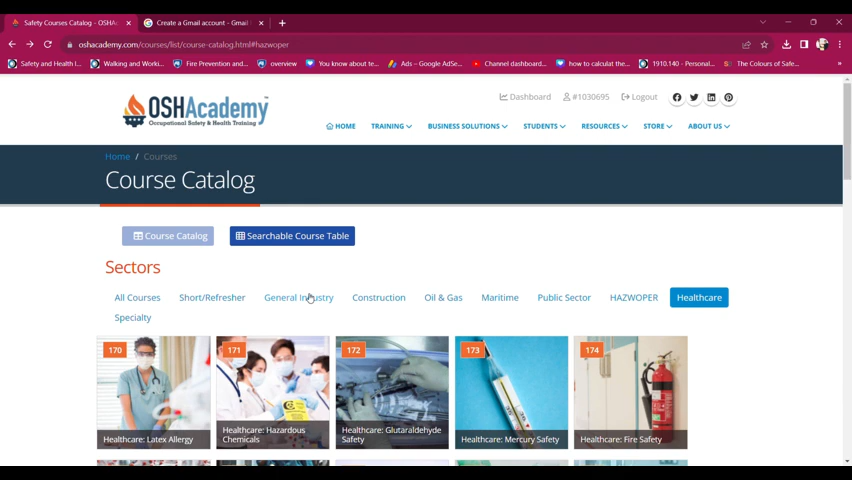 Safety Courses Catalog - OSHA
Create a Gmail account - Gmail
oshacademy.com/courses/list/course-catalog.html#hazwoper
Safety and Health I...
Walking and Worki...
Fire Prevention and...
overview
You know about te...
Ads – Google AdSe...
Channel dashboard...
how to calculat the...
1910.140 - Personal...
The Colours of Safe...
»
OSHAcademy
Occupational Safety & Health Training
Dashboard
#1030695
Logout
HOME
TRAINING
BUSINESS SOLUTIONS
STUDENTS
RESOURCES
STORE
ABOUT US
Home / Courses
Course Catalog
Course Catalog
Searchable Course Table
Sectors
All Courses
Short/Refresher
General Industry
Construction
Oil & Gas
Maritime
Public Sector
HAZWOPER
Healthcare
Specialty
170
Healthcare: Latex Allergy
171
Healthcare: Hazardous
Chemicals
172
Healthcare: Glutaraldehyde
Safety
173
Healthcare: Mercury Safety
174
Healthcare: Fire Safety